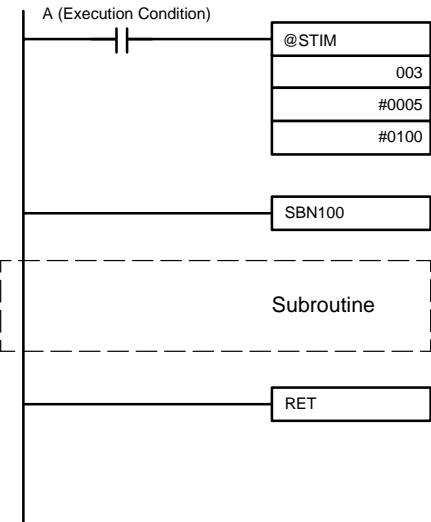 A (Execution Condition)
@STIM
003
#0005
#0100
SBN100
Subroutine
RET